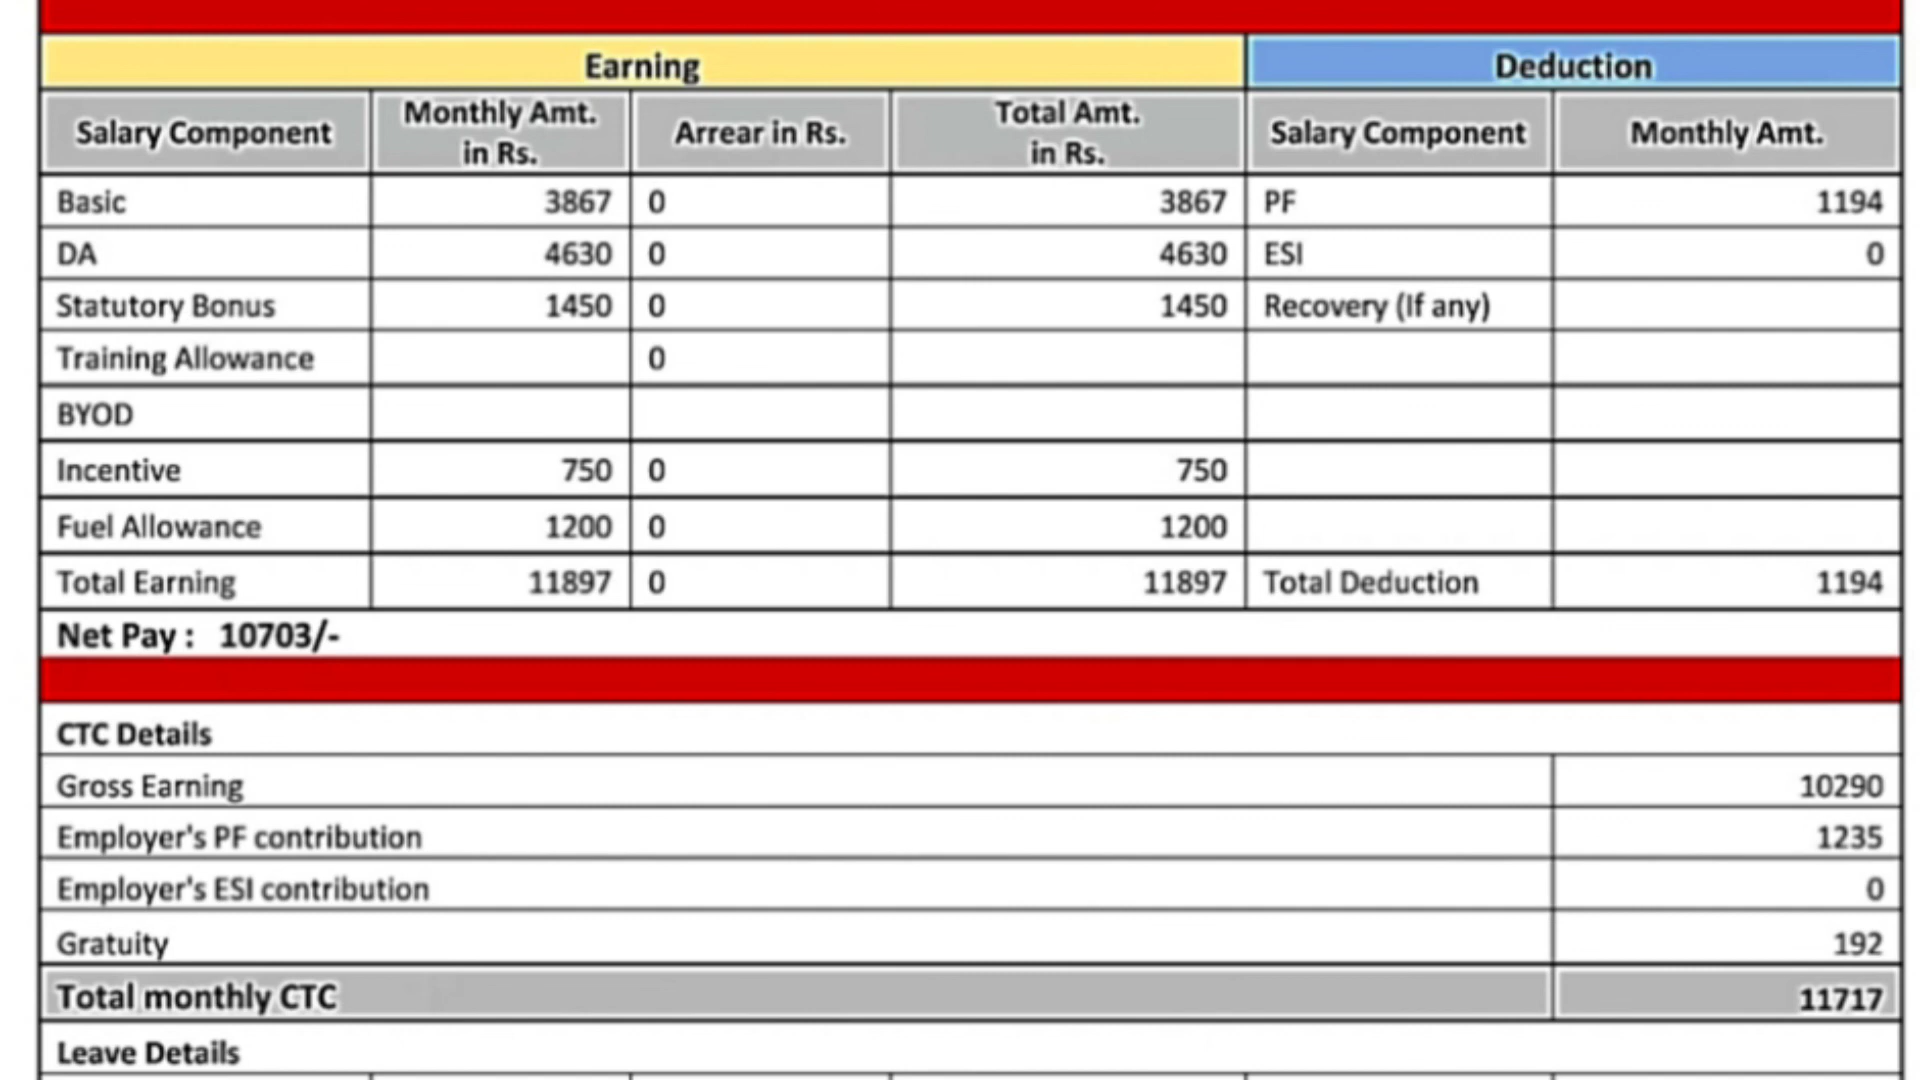 Earning Deduction
Salary Component Monthly Amt. in Rs. Arrear in Rs. Total Amt. in Rs. Salary Component Monthly Amt.
Basic 3867 0 3867 PF 1194
DA 4630 0 4630 ESI 0
Statutory Bonus 1450 0 1450 Recovery (If any)
Training Allowance 0
BYOD
Incentive 750 0 750
Fuel Allowance 1200 0 1200
Total Earning 11897 0 11897 Total Deduction 1194
Net Pay : 10703/-
CTC Details
Gross Earning 10290
Employer's PF contribution 1235
Employer's ESI contribution 0
Gratuity 192
Total monthly CTC 11717
Leave Details